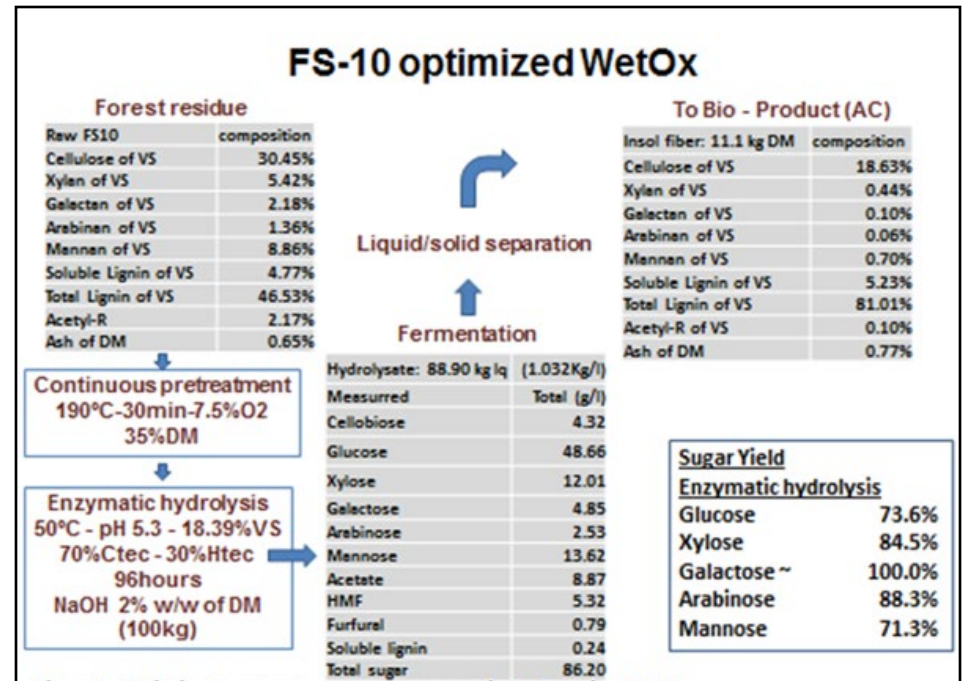 FS-10 optimized WetOx
Forest residue
Raw FS10 composition
Cellulose of VS 30.45%
Xylan of VS 5.42%
Galactan of VS 2.18%
Arabinan of VS 1.36%
Mannan of VS 8.86%
Soluble Lignin of VS 4.77%
Total Lignin of VS 46.53%
Acetyl-R 2.17%
Ash of DM 0.65%
Continuous pretreatment
190ºC-30min-7.5%O2
35%DM
Enzymatic hydrolysis
50ºC - pH 5.3 - 18.39%VS
70%Ctec - 30%Htec
96hours
NaOH 2% w/w of DM
(100kg)
Liquid/solid separation
Fermentation
Hydrolysate: 88.90 kg lq (1.032Kg/l)
Measurred Total (g/l)
Cellobiose 4.32
Glucose 48.66
Xylose 12.01
Galactose 4.85
Arabinose 2.53
Mannose 13.62
Acetate 8.87
HMF 5.32
Furfural 0.79
Soluble lignin 0.24
Total sugar 86.20
To Bio - Product (AC)
Insol fiber: 11.1 kg DM composition
Cellulose of VS 18.63%
Xylan of VS 0.44%
Galactan of VS 0.10%
Arabinan of VS 0.06%
Mannan of VS 0.70%
Soluble Lignin of VS 5.23%
Total Lignin of VS 81.01%
Acetyl-R of VS 0.10%
Ash of DM 0.77%
Sugar Yield
Enzymatic hydrolysis
Glucose 73.6%
Xylose 84.5%
Galactose ~ 100.0%
Arabinose 88.3%
Mannose 71.3%